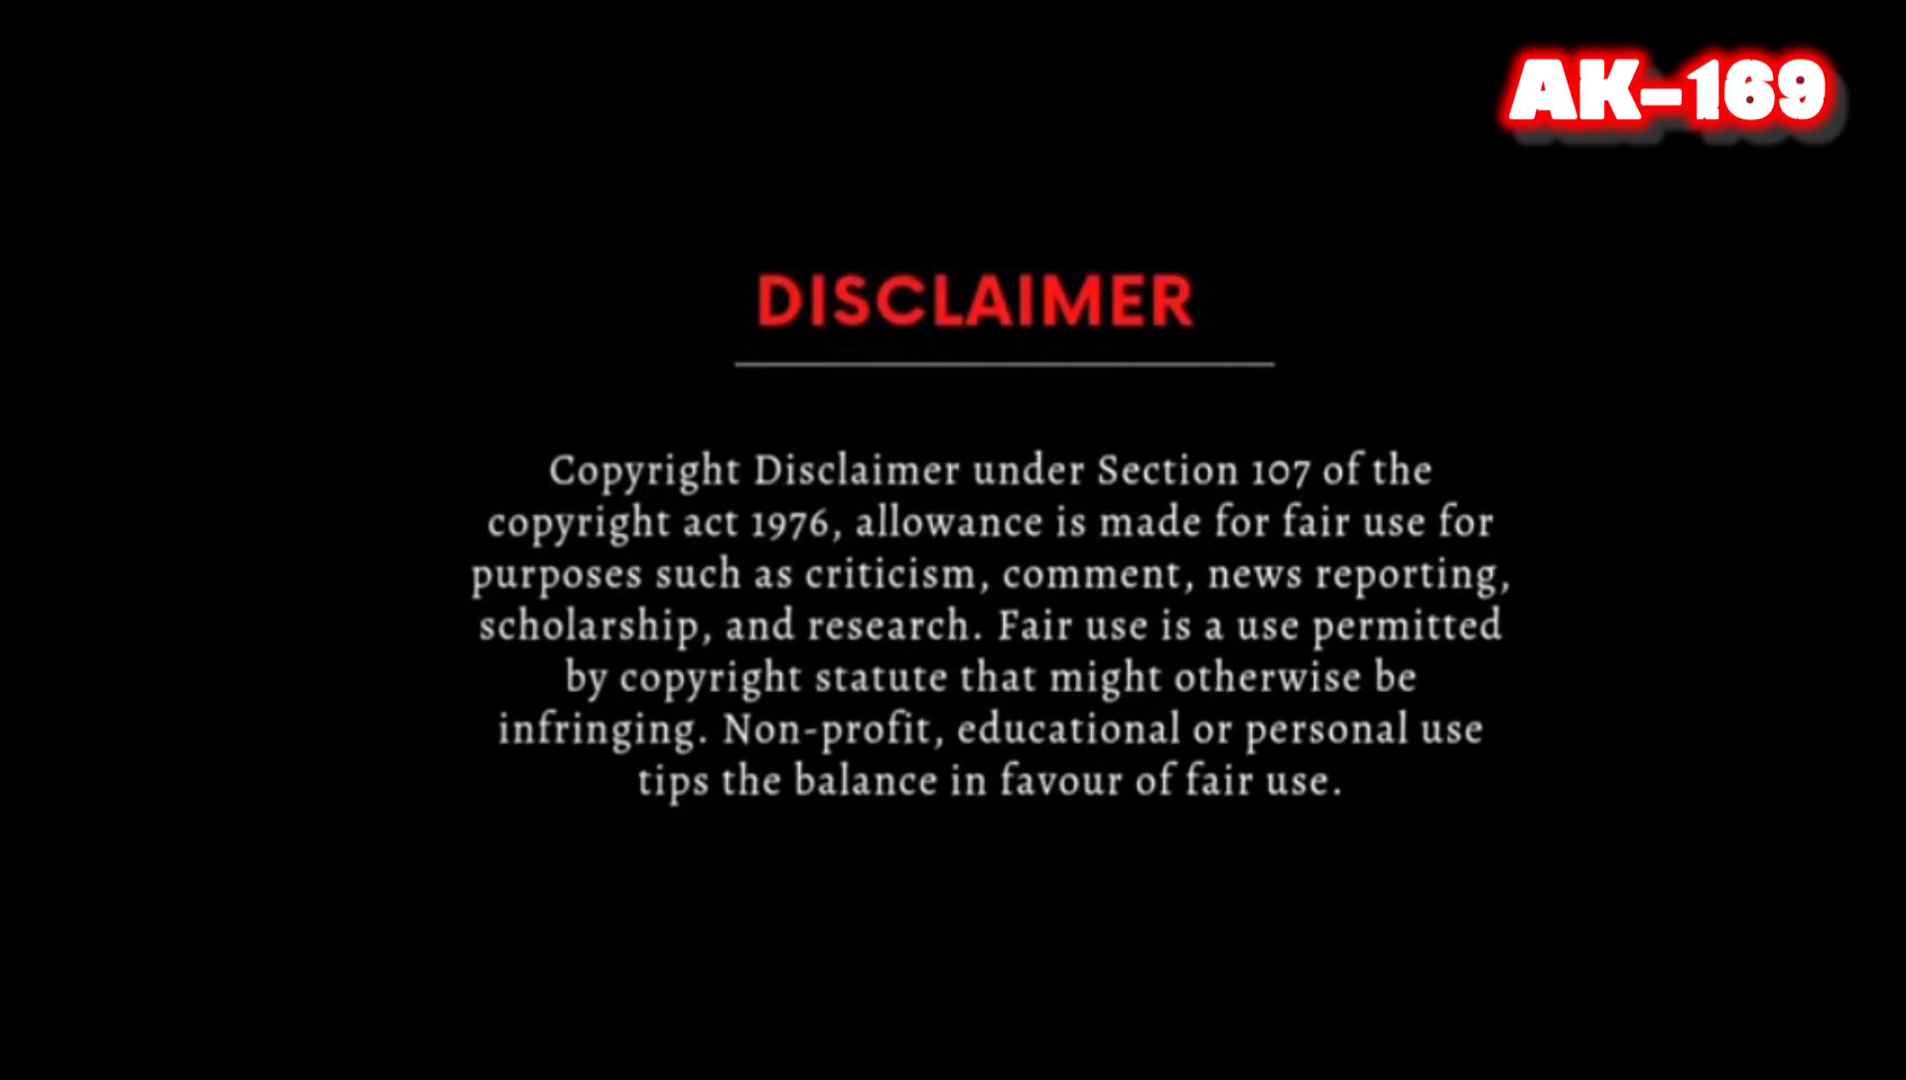 AK-169
DISCLAIMER
Copyright Disclaimer under Section 107 of the
copyright act 1976, allowance is made for fair use for
purposes such as criticism, comment, news reporting,
scholarship, and research. Fair use is a use permitted
by copyright statute that might otherwise be
infringing. Non-profit, educational or personal use
tips the balance in favour of fair use.